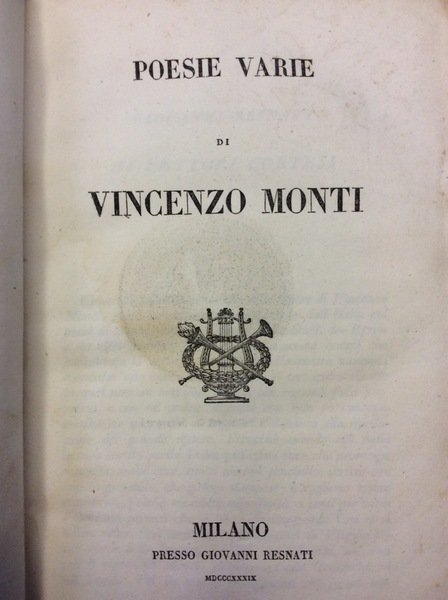 POESIE VARIE
DI
VINCENZO MONTI
MILANO
PRESSO GIOVANNI RESNATI
MDCCCXXXIX